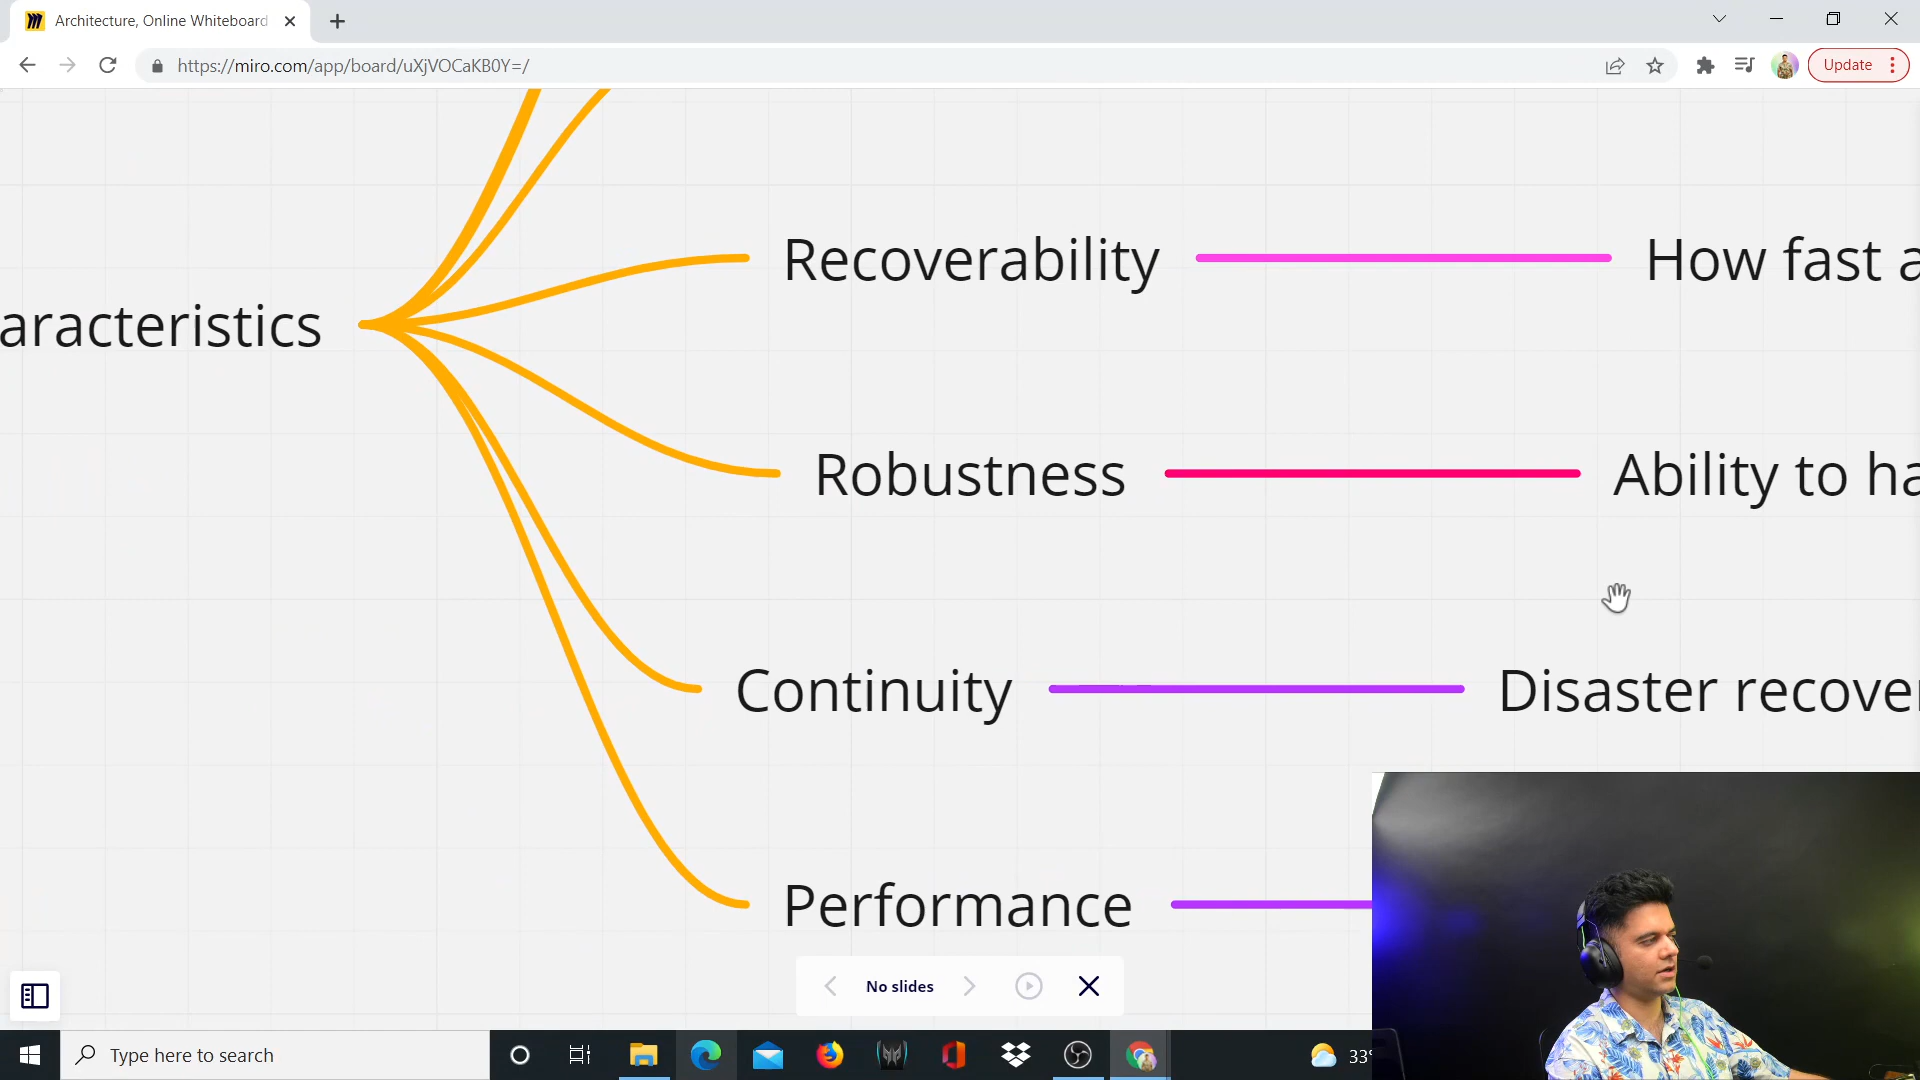 Architecture, Online Whiteboard
https://miro.com/app/board/uXjVOCaKB0Y=/
Update
Recoverability
How fast a
aracteristics
Robustness
Ability to ha
Continuity
Disaster recover
Performance
No slides
Type here to search
33°